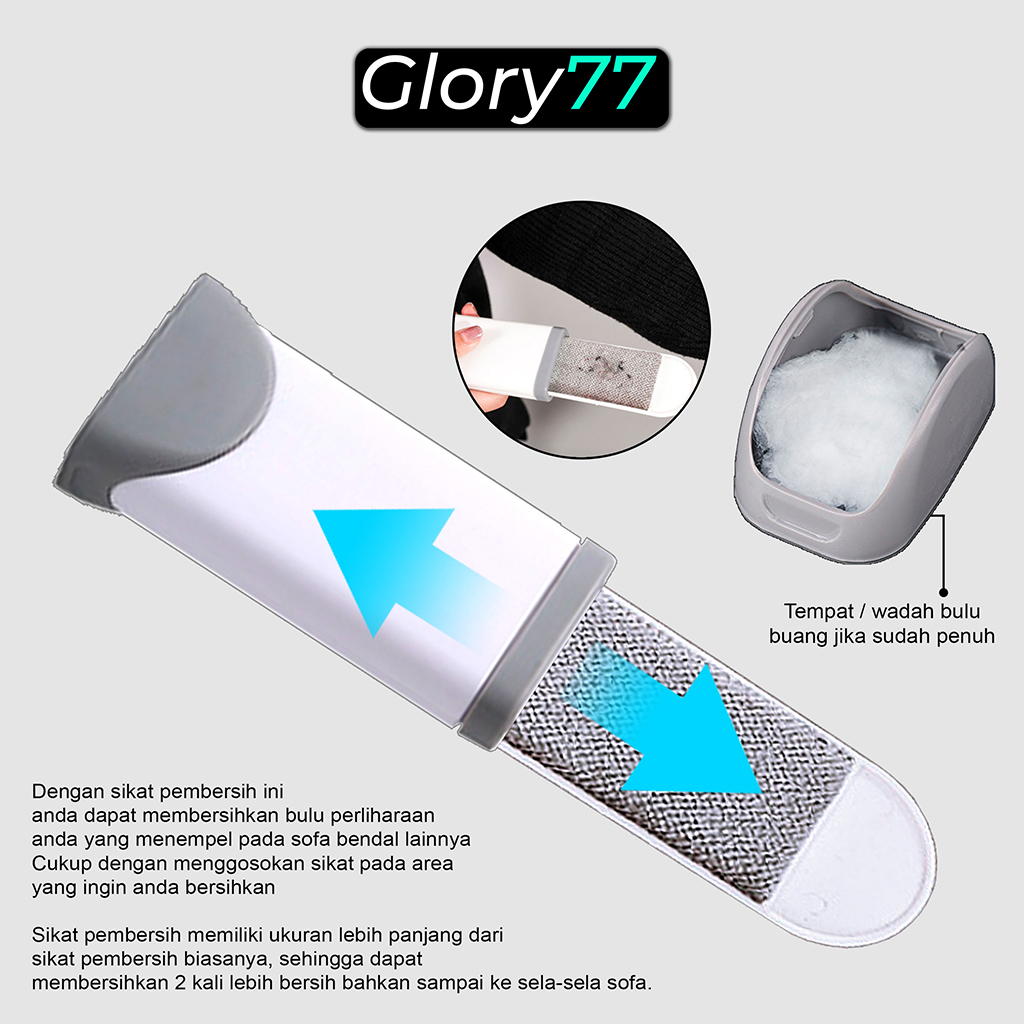 Glory77
Tempat / wadah bulu
buang jika sudah penuh
Dengan sikat pembersih ini
anda dapat membersihkan bulu perliharaan
anda yang menempel pada sofa bendal lainnya
Cukup dengan menggosokan sikat pada area
yang ingin anda bersihkan
Sikat pembersih memiliki ukuran lebih panjang dari
sikat pembersih biasanya, sehingga dapat
membersihkan 2 kali lebih bersih bahkan sampai ke sela-sela sofa.